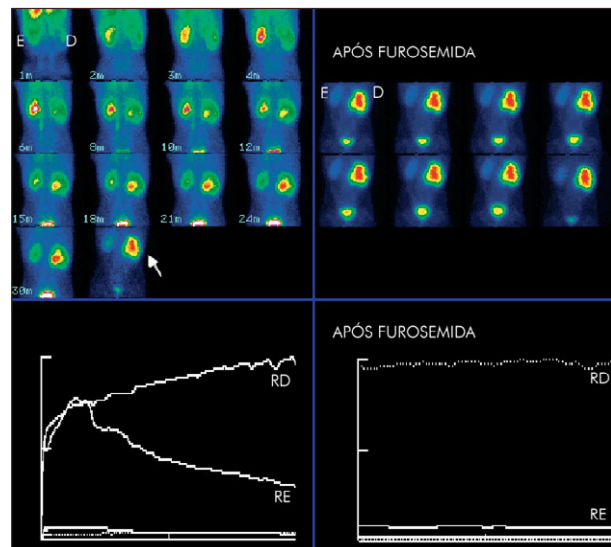 E D
1m 2m 3m 4m
6m 8m 10m 12m
15m 18m 21m 24m
30m
APÓS FUROSEMIDA
E D
RD
RE
APÓS FUROSEMIDA
RD
RE